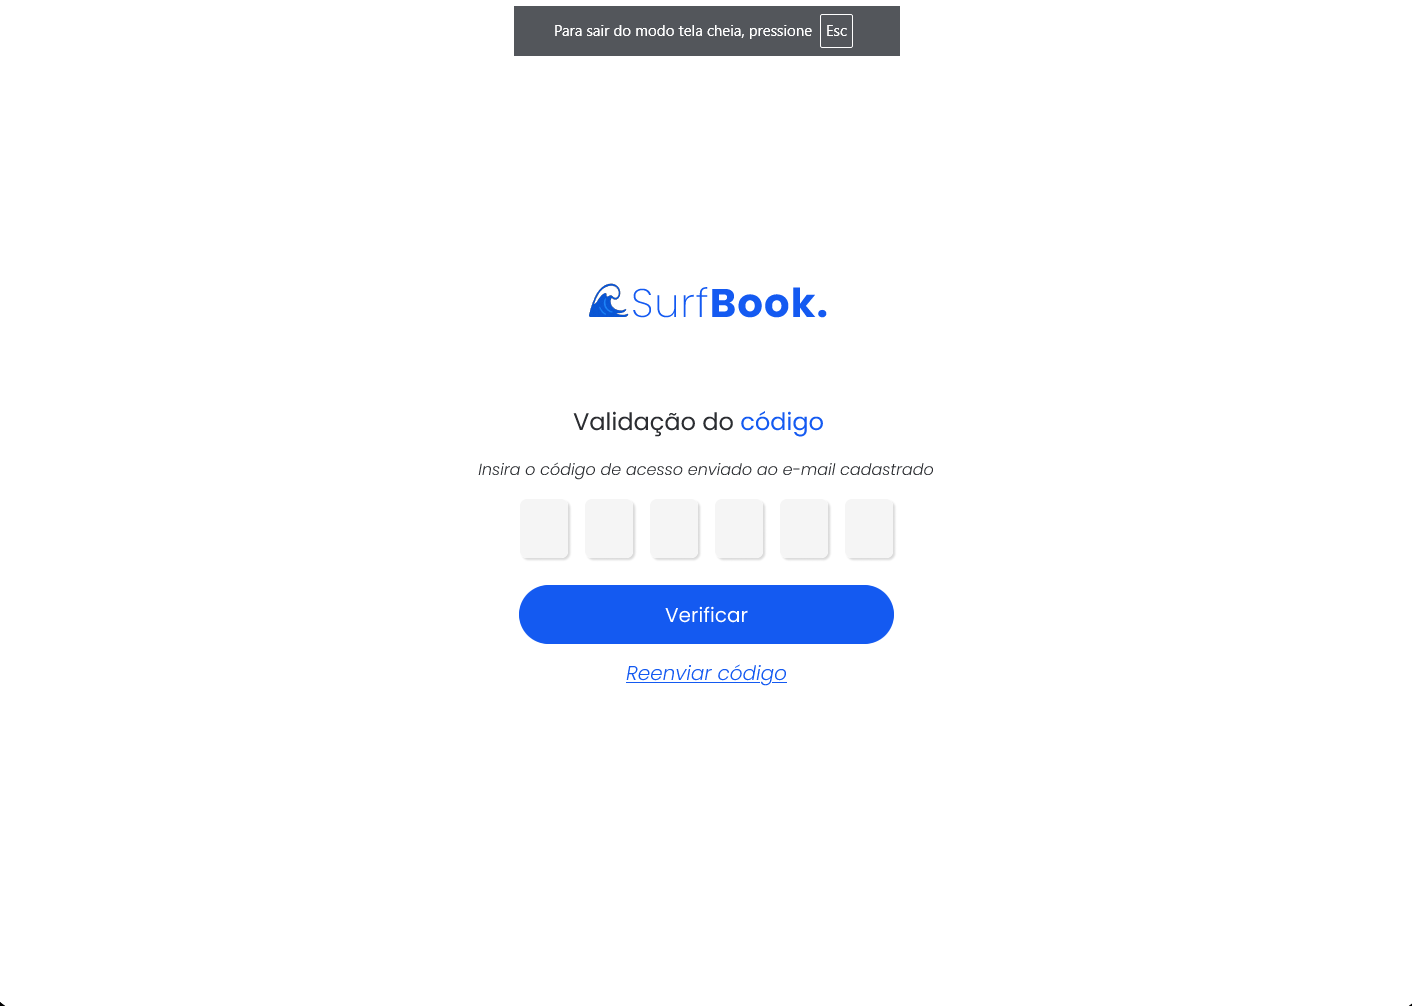 Para sair do modo tela cheia, pressione Esc
SurfBook.
Validação do código
Insira o código de acesso enviado ao e-mail cadastrado
Verificar
Reenviar código